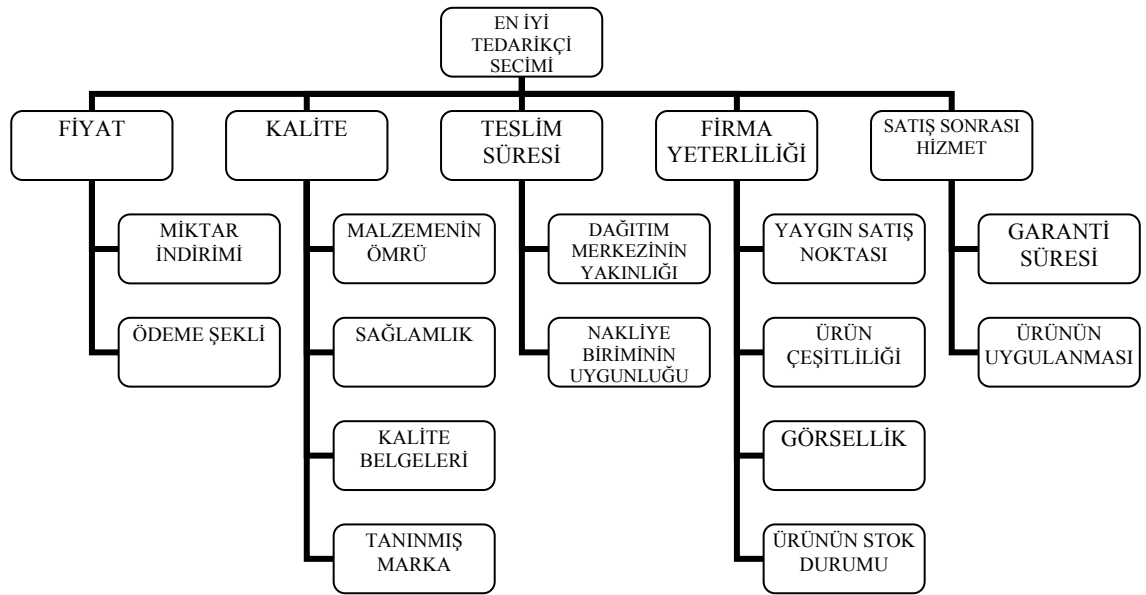 EN İYİ
TEDARİKÇİ
SECİMİ
FİYAT
KALİTE
TESLİM
SÜRESİ
FİRMA
YETERLİLİĞİ
SATIŞ SONRASI
HİZMET
MİKTAR
İNDİRİMİ
ÖDEME ŞEKLİ
MALZEMENİN
ÖMRÜ
SAĞLAMLIK
KALİTE
BELGELERİ
TANINMIŞ
MARKA
DAĞITIM
MERKEZİNİN
YAKINLIĞI
NAKLİYE
BİRİMİNİN
UYGUNLUĞU
YAYGIN SATIŞ
NOKTASI
ÜRÜN
ÇEŞİTLİLİĞİ
GÖRSELLİK
ÜRÜNÜN STOK
DURUMU
GARANTİ
SÜRESİ
ÜRÜNÜN
UYGULANMASI